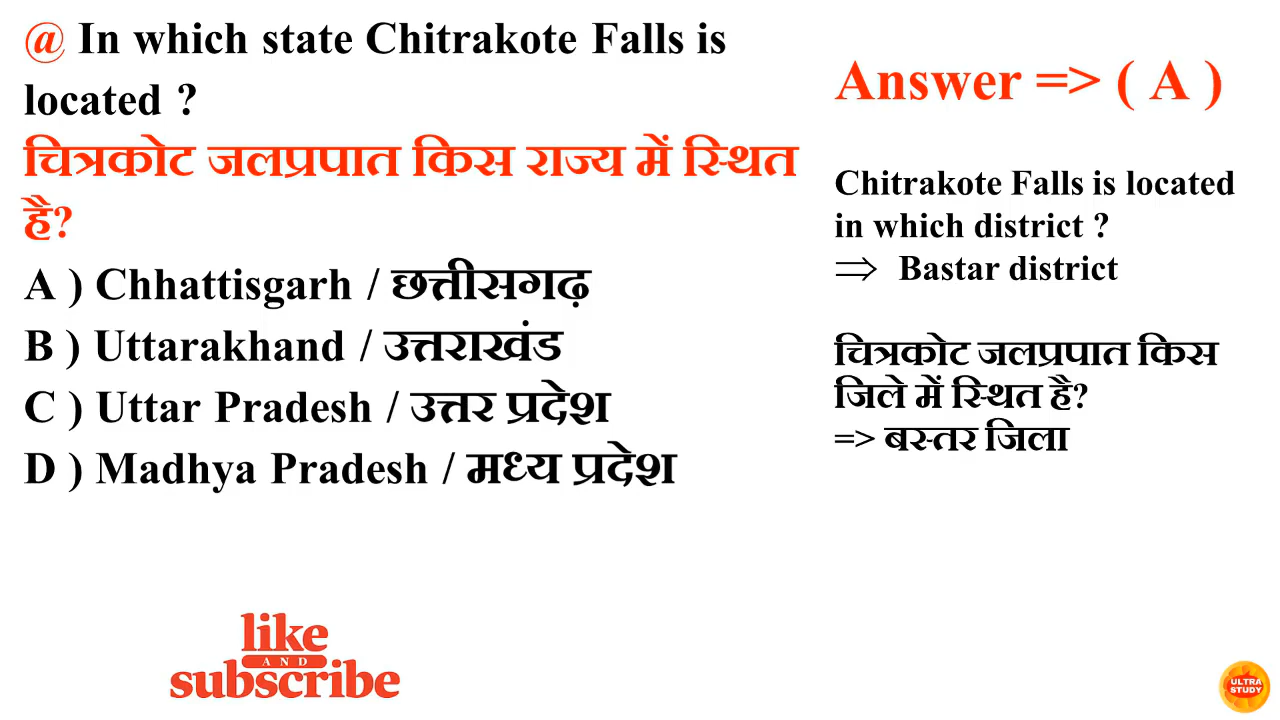 @ In which state Chitrakote Falls is
located ?
चित्रकोट जलप्रपात किस राज्य में स्थित
है?
A ) Chhattisgarh / छत्तीसगढ़
B ) Uttarakhand / उत्तराखंड
C ) Uttar Pradesh / उत्तर प्रदेश
D ) Madhya Pradesh / मध्य प्रदेश
Answer => ( A )
Chitrakote Falls is located
in which district ?
⇒ Bastar district
चित्रकोट जलप्रपात किस
जिले में स्थित है?
=> बस्तर जिला
like
AND
subscribe
ULTRA
STUDY